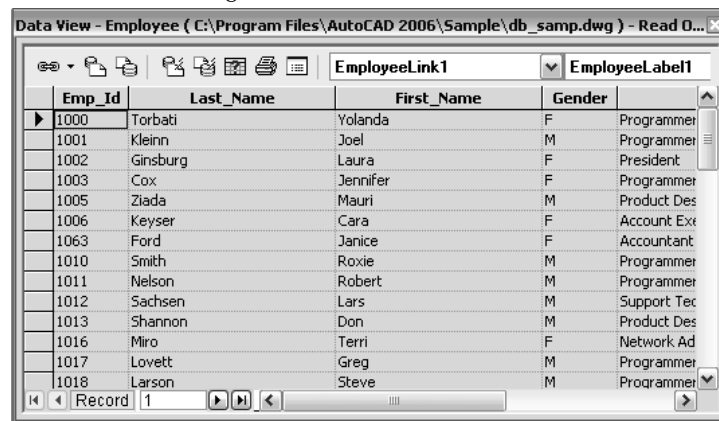 Data View - Employee ( C:\Program Files\AutoCAD 2006\Sample\db_samp.dwg ) - Read O...
EmployeeLink1 EmployeeLabel1
Emp_Id Last_Name First_Name Gender
1000 Torbati Yolanda F Programmer
1001 Kleinn Joel M Programmer
1002 Ginsburg Laura F President
1003 Cox Jennifer F Programmer
1005 Ziada Mauri M Product Des
1006 Keyser Cara F Account Exe
1063 Ford Janice F Accountant
1010 Smith Roxie M Programmer
1011 Nelson Robert M Programmer
1012 Sachsen Lars M Support Tec
1013 Shannon Don M Product Des
1016 Miro Terri F Network Ad
1017 Lovett Greg M Programmer
1018 Larson Steve M Programmer
Record 1